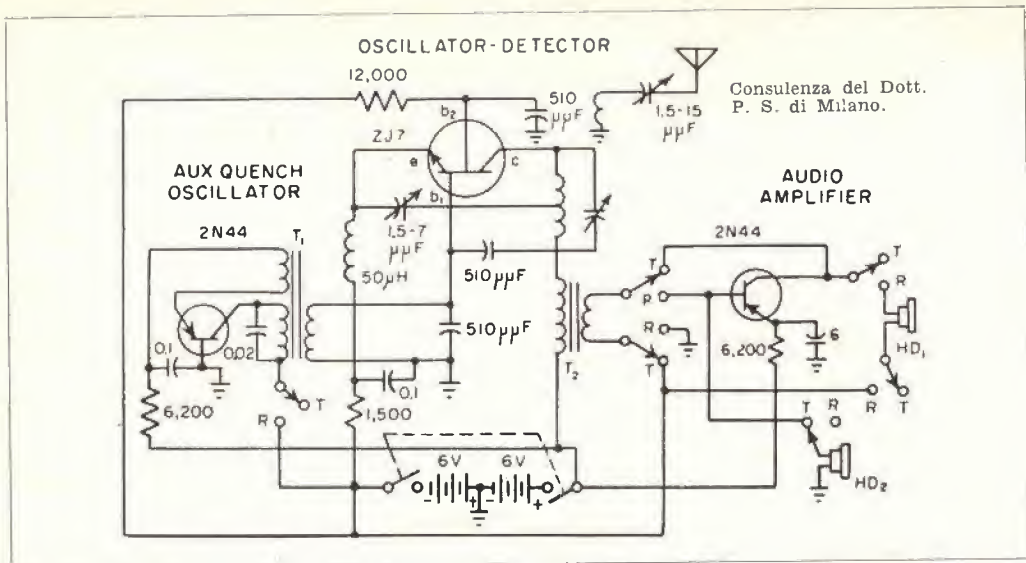 OSCILLATOR-DETECTOR
12,000
b₂
510
μμF
1.5-15
μμF
Consulenza del Dott.
P. S. di Milano.
2J7
e
c
b₁
AUX QUENCH
OSCILLATOR
AUDIO
AMPLIFIER
2N44
T₁
1.5-7
μμF
50μH
510μμF
2N44
T
R
T
R
HD₁
0.1
0.02
510μμF
R
T
T₂
6,200
6
6,200
T
R
0.1
1,500
R
T
T
R
HD₂
6V
6V
-
+
-
+